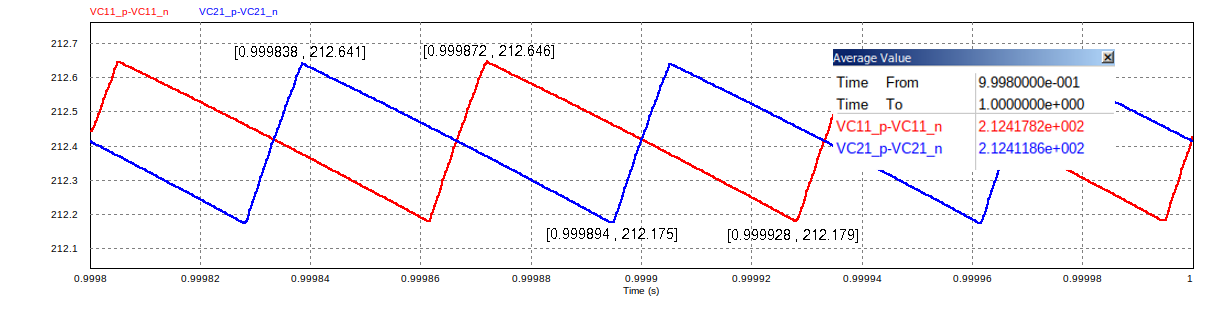 VC11_p-VC11_n VC21_p-VC21_n
212.7
212.6
212.5
212.4
212.3
212.2
212.1
[0.999838 , 212.641] [0.999872 , 212.646]
[0.999894 , 212.175] [0.999928 , 212.179]
Average Value
Time From 9.9980000e-001
Time To 1.0000000e+000
VC11_p-VC11_n 2.1241782e+002
VC21_p-VC21_n 2.1241186e+002
0.9998 0.99982 0.99984 0.99986 0.99988 0.9999 0.99992 0.99994 0.99996 0.99998 1
Time (s)